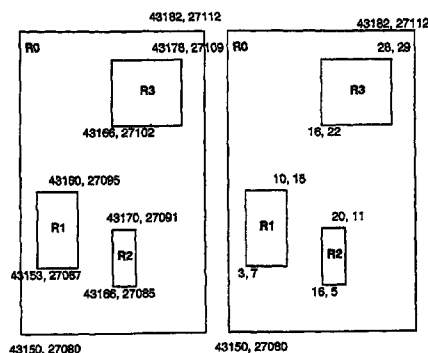 43182, 27112
R0
43178, 27109
R3
43166, 27102
43160, 27095
R1
43170, 27091
R2
43153, 27087
43166, 27085
43150, 27080
43182, 27112
R0
28, 29
R3
16, 22
10, 15
R1
20, 11
R2
3, 7
16, 5
43150, 27080